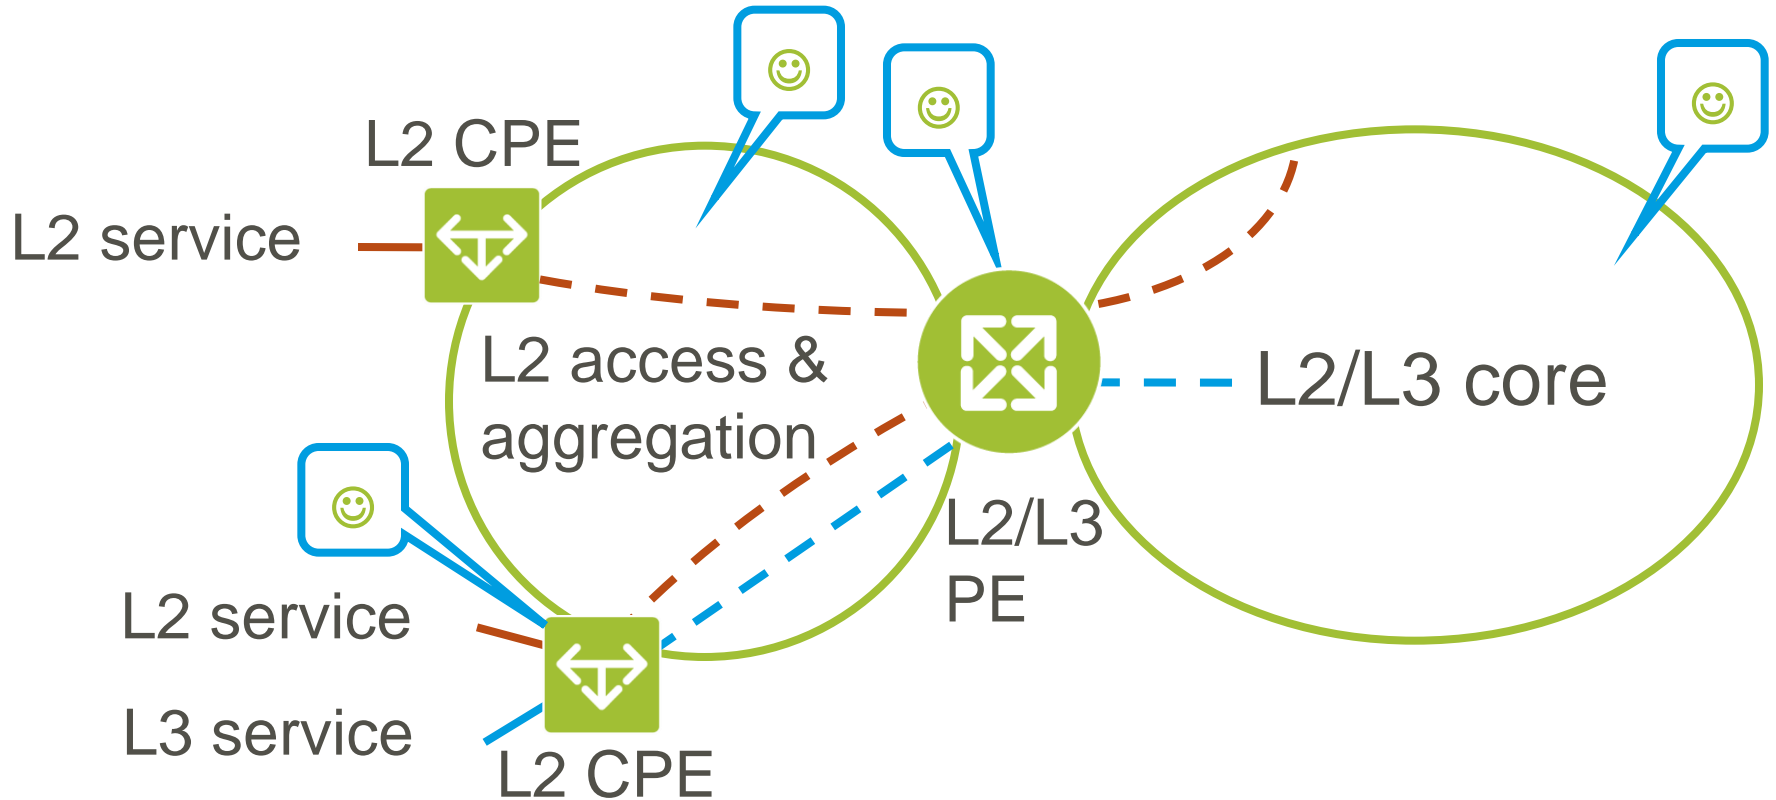 L2 CPE
L2 service
L2 access &
aggregation
L2/L3 core
L2/L3
PE
L2 service
L3 service
L2 CPE